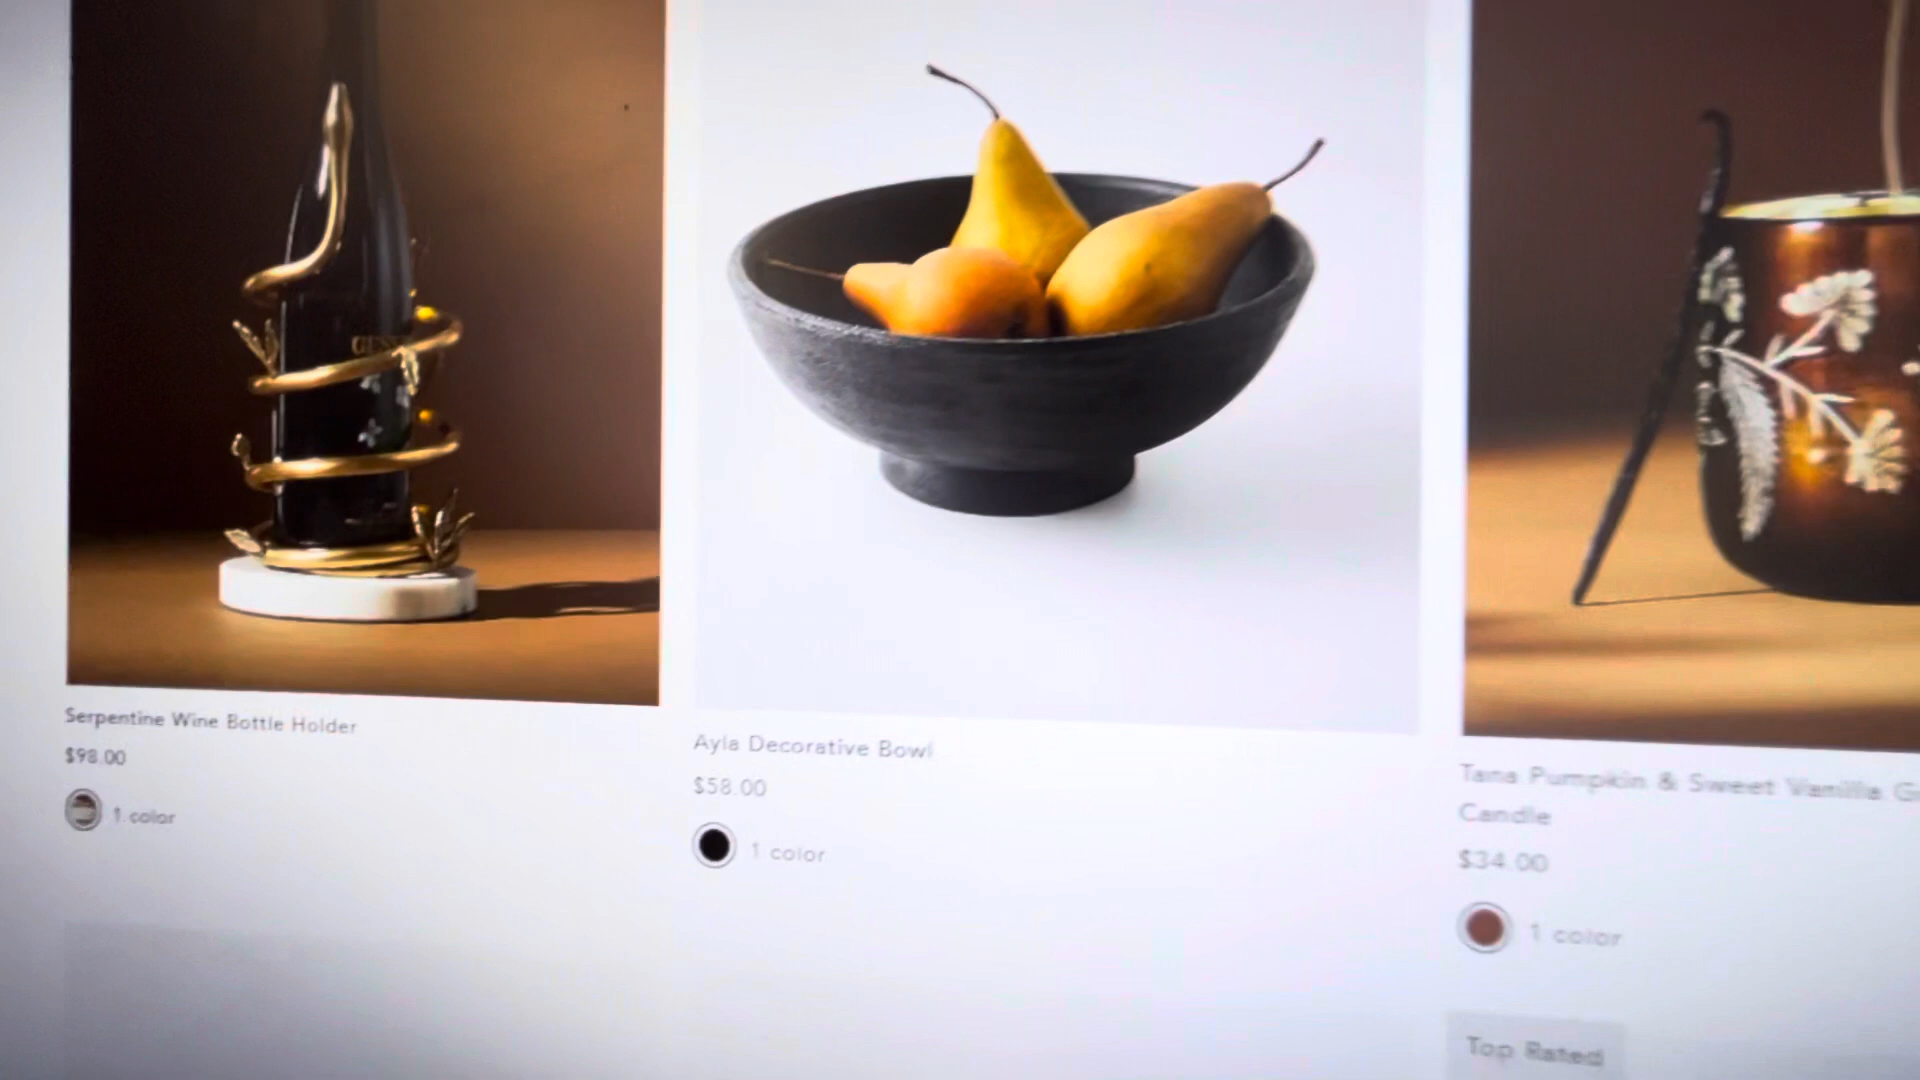 Serpentine Wine Bottle Holder
$98.00
1 color
Ayla Decorative Bowl
$58.00
1 color
Tana Pumpkin & Sweet Vanilla
Candle
$34.00
1 color
Top Rated